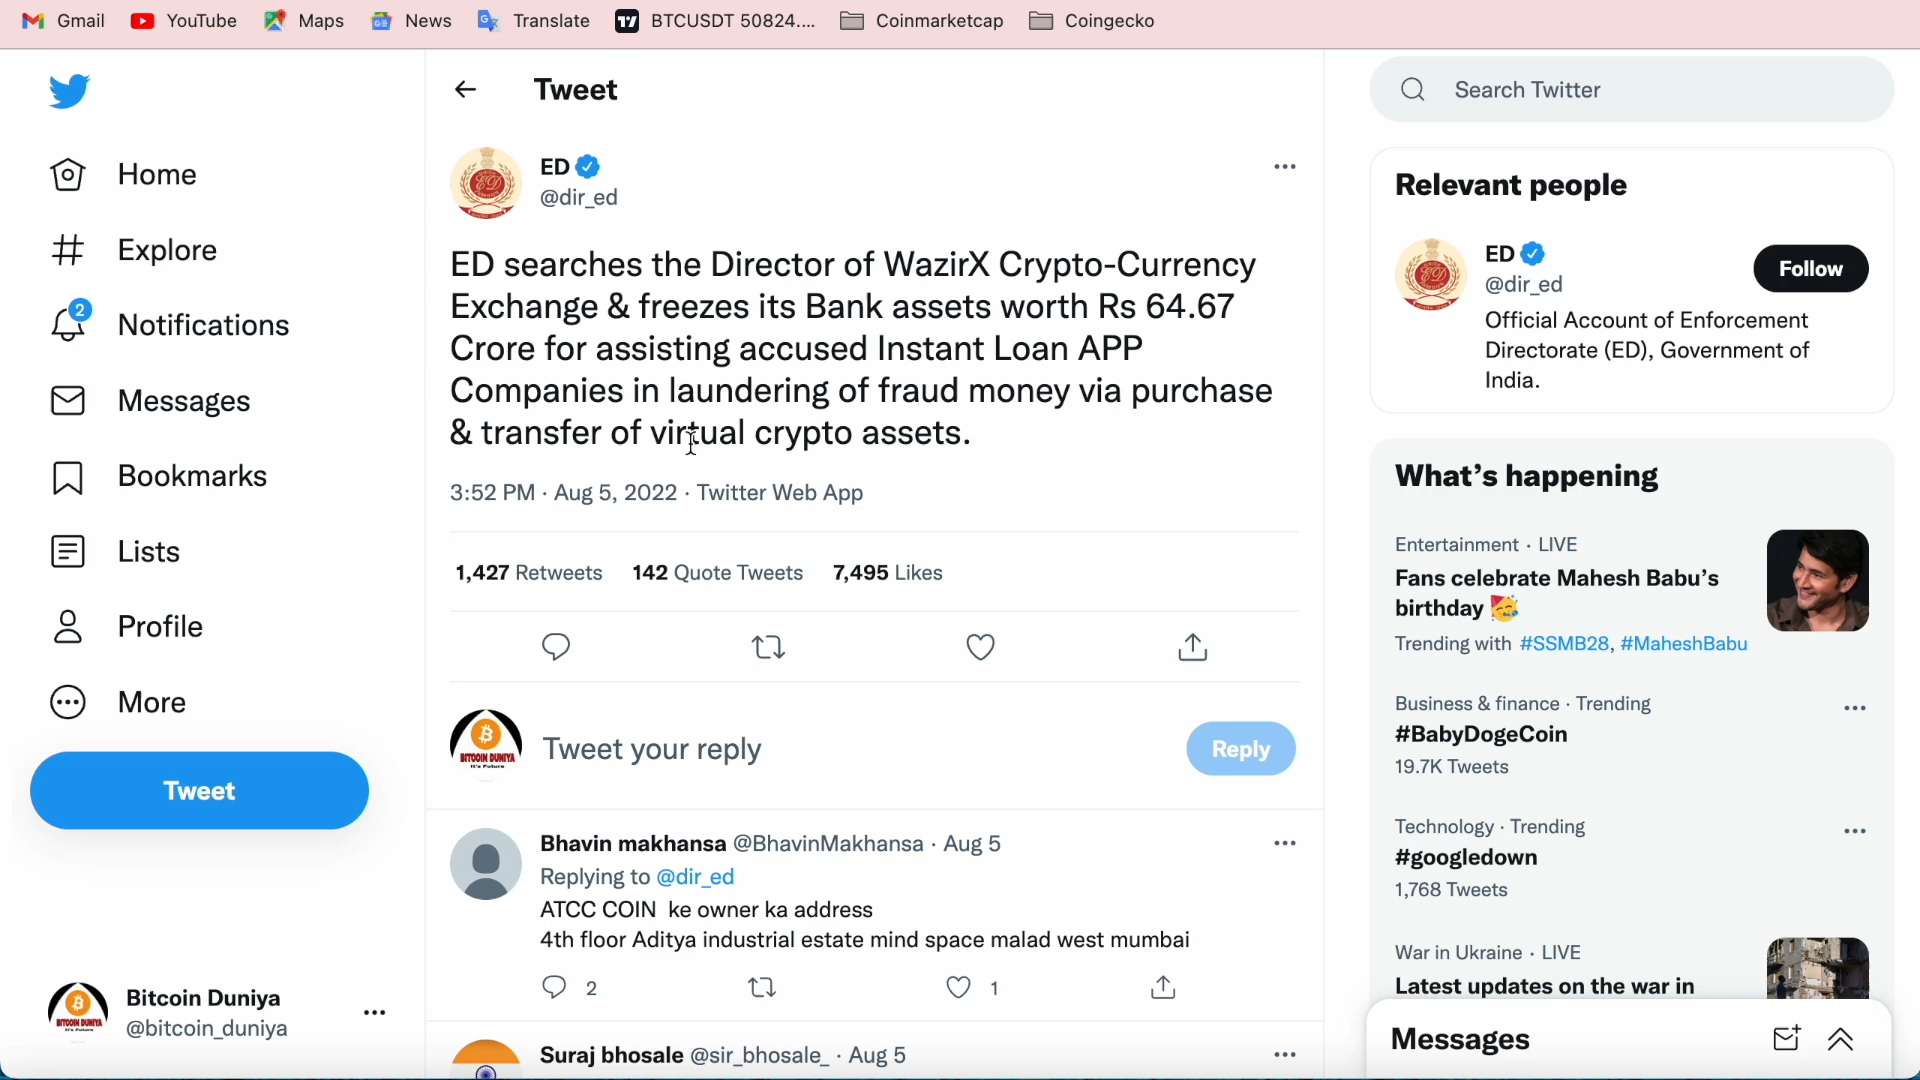 Gmail
YouTube
Maps
News
Translate
BTCUSDT 50824....
Coinmarketcap
Coingecko
Home
Explore
2
Notifications
Messages
Bookmarks
Lists
Profile
More
Tweet
Bitcoin Duniya
@bitcoin_duniya
Tweet
ED
@dir_ed
ED searches the Director of WazirX Crypto-Currency
Exchange & freezes its Bank assets worth Rs 64.67
Crore for assisting accused Instant Loan APP
Companies in laundering of fraud money via purchase
& transfer of virtual crypto assets.
3:52 PM · Aug 5, 2022 · Twitter Web App
1,427 Retweets 142 Quote Tweets 7,495 Likes
BITCOIN DUNIYA
It's Future
Tweet your reply
Reply
Bhavin makhansa @BhavinMakhansa · Aug 5
Replying to @dir_ed
ATCC COIN ke owner ka address
4th floor Aditya industrial estate mind space malad west mumbai
2
1
Suraj bhosale @sir_bhosale_ · Aug 5
Search Twitter
Relevant people
ED
@dir_ed
Follow
Official Account of Enforcement
Directorate (ED), Government of
India.
What's happening
Entertainment · LIVE
Fans celebrate Mahesh Babu's
birthday 🥳
Trending with #SSMB28, #MaheshBabu
Business & finance · Trending
#BabyDogeCoin
19.7K Tweets
Technology · Trending
#googledown
1,768 Tweets
War in Ukraine · LIVE
Latest updates on the war in
Messages